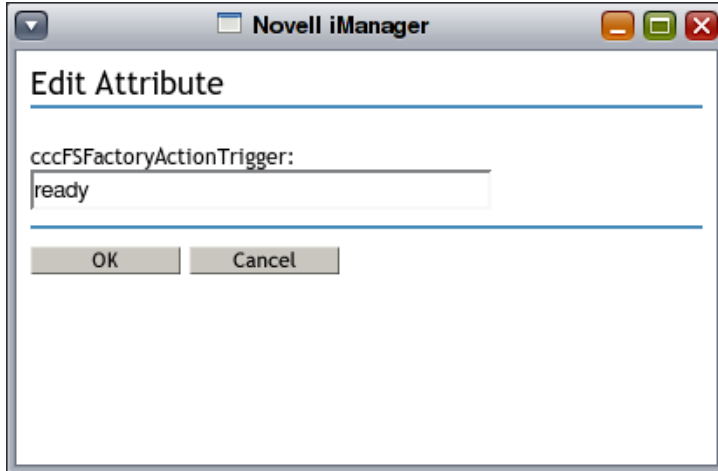 Novell iManager
Edit Attribute
cccFSFactoryActionTrigger:
ready
OK Cancel